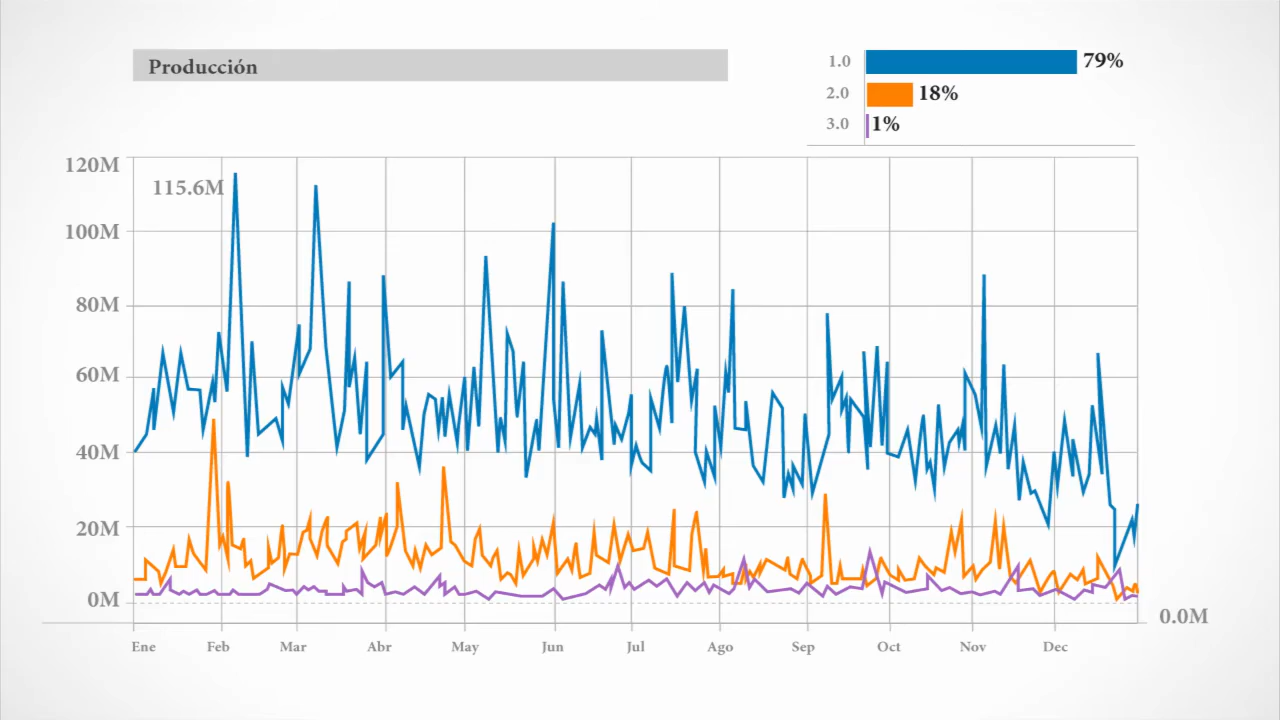 Producción
1.0 79%
2.0 18%
3.0 1%
120M
115.6M
100M
80M
60M
40M
20M
0M
0.0M
Ene Feb Mar Abr May Jun Jul Ago Sep Oct Nov Dec